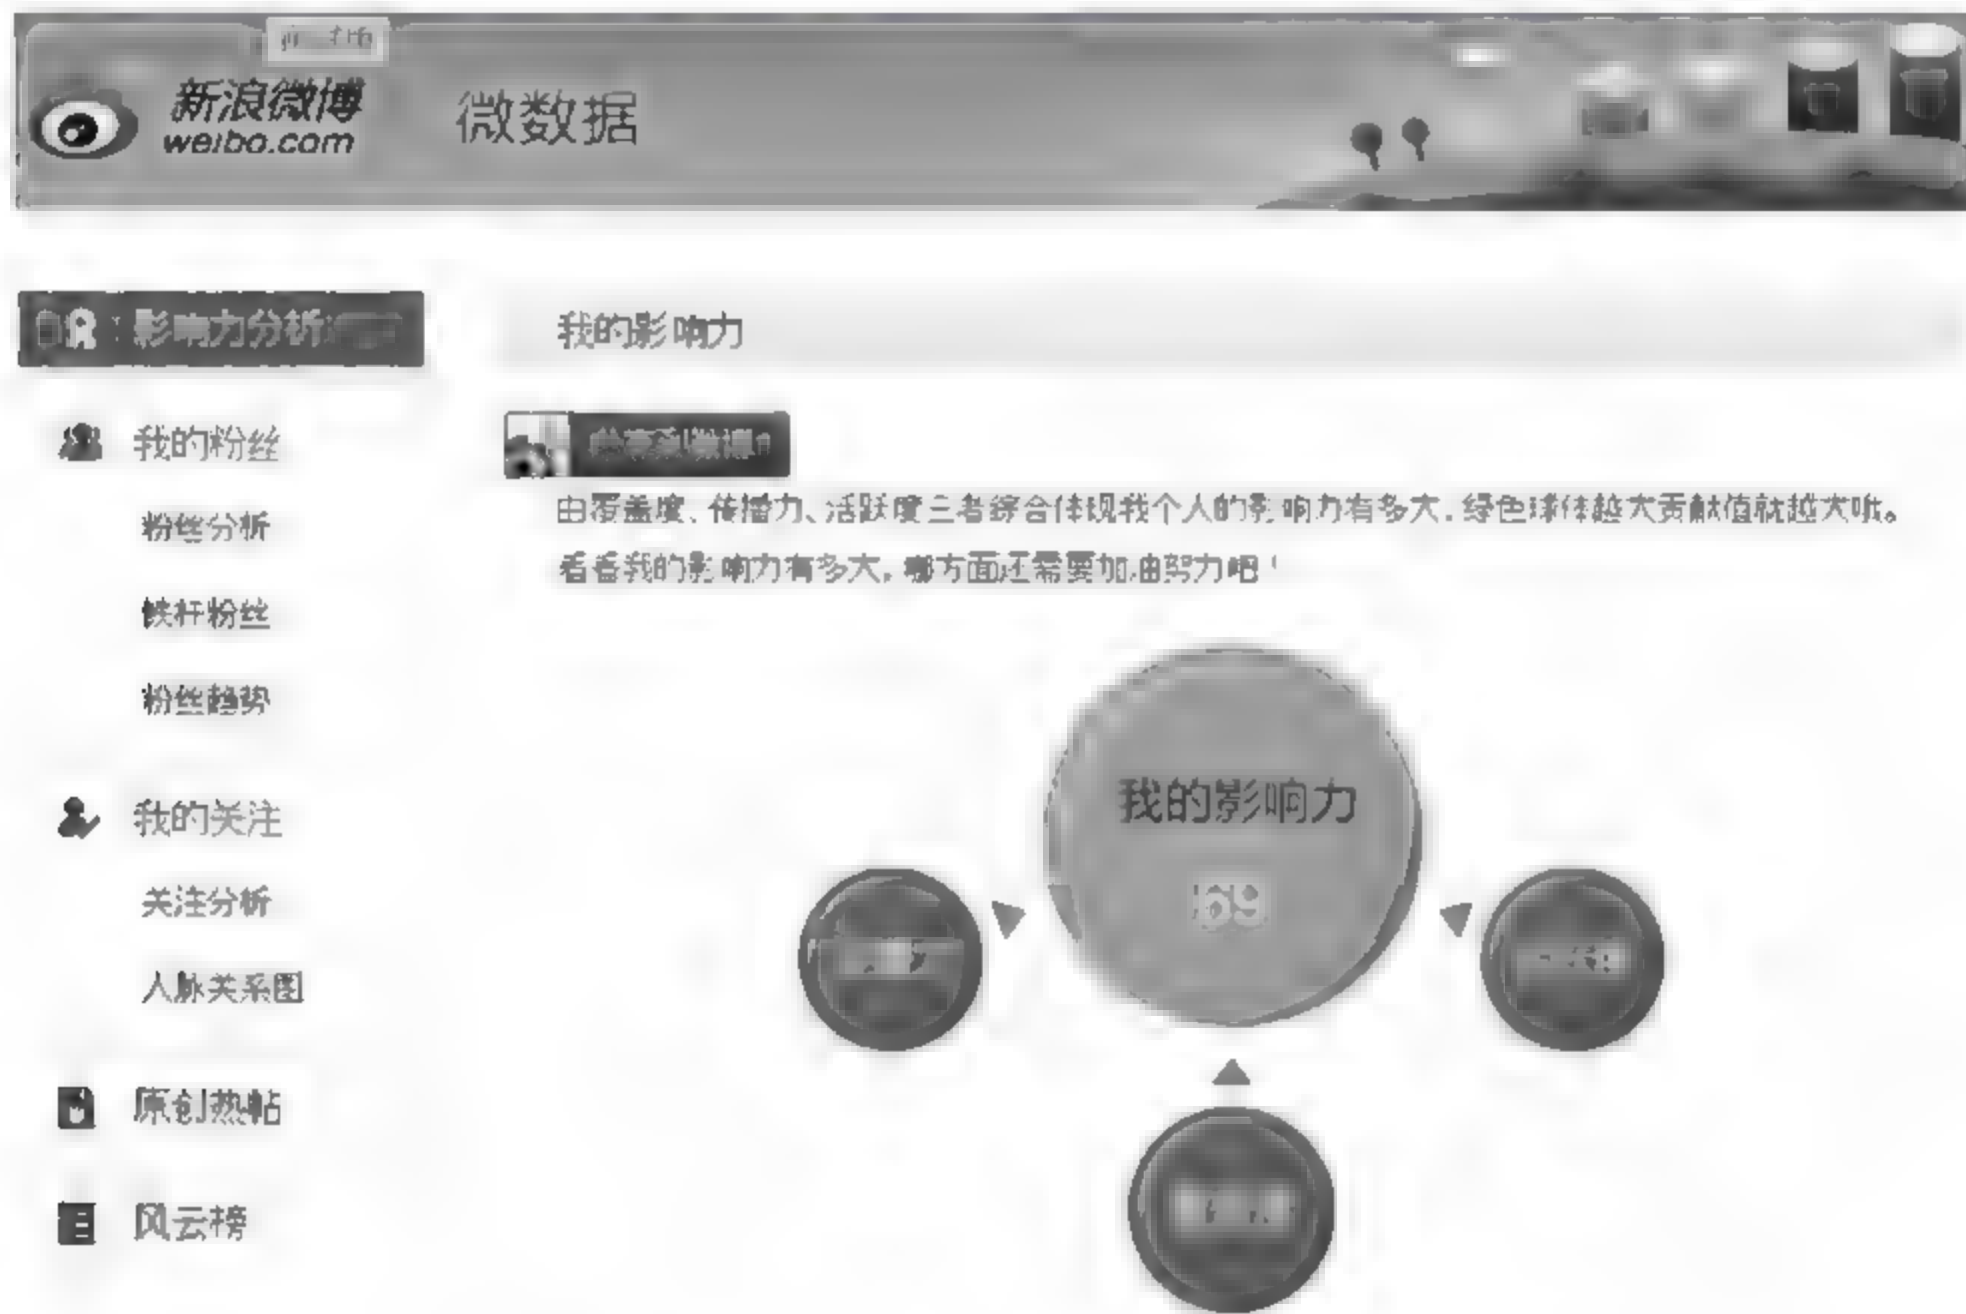 新浪微博
weibo.com
微数据
影响力分析
我的粉丝
粉丝分析
铁杆粉丝
粉丝趋势
我的关注
关注分析
人脉关系图
原创热帖
风云榜
我的影响力
由覆盖度、传播力、活跃度三者综合体现我个人的影响力有多大，绿色球体越大贡献值就越大哦。
看看我的影响力有多大，哪方面还需要加油努力吧！
我的影响力
69